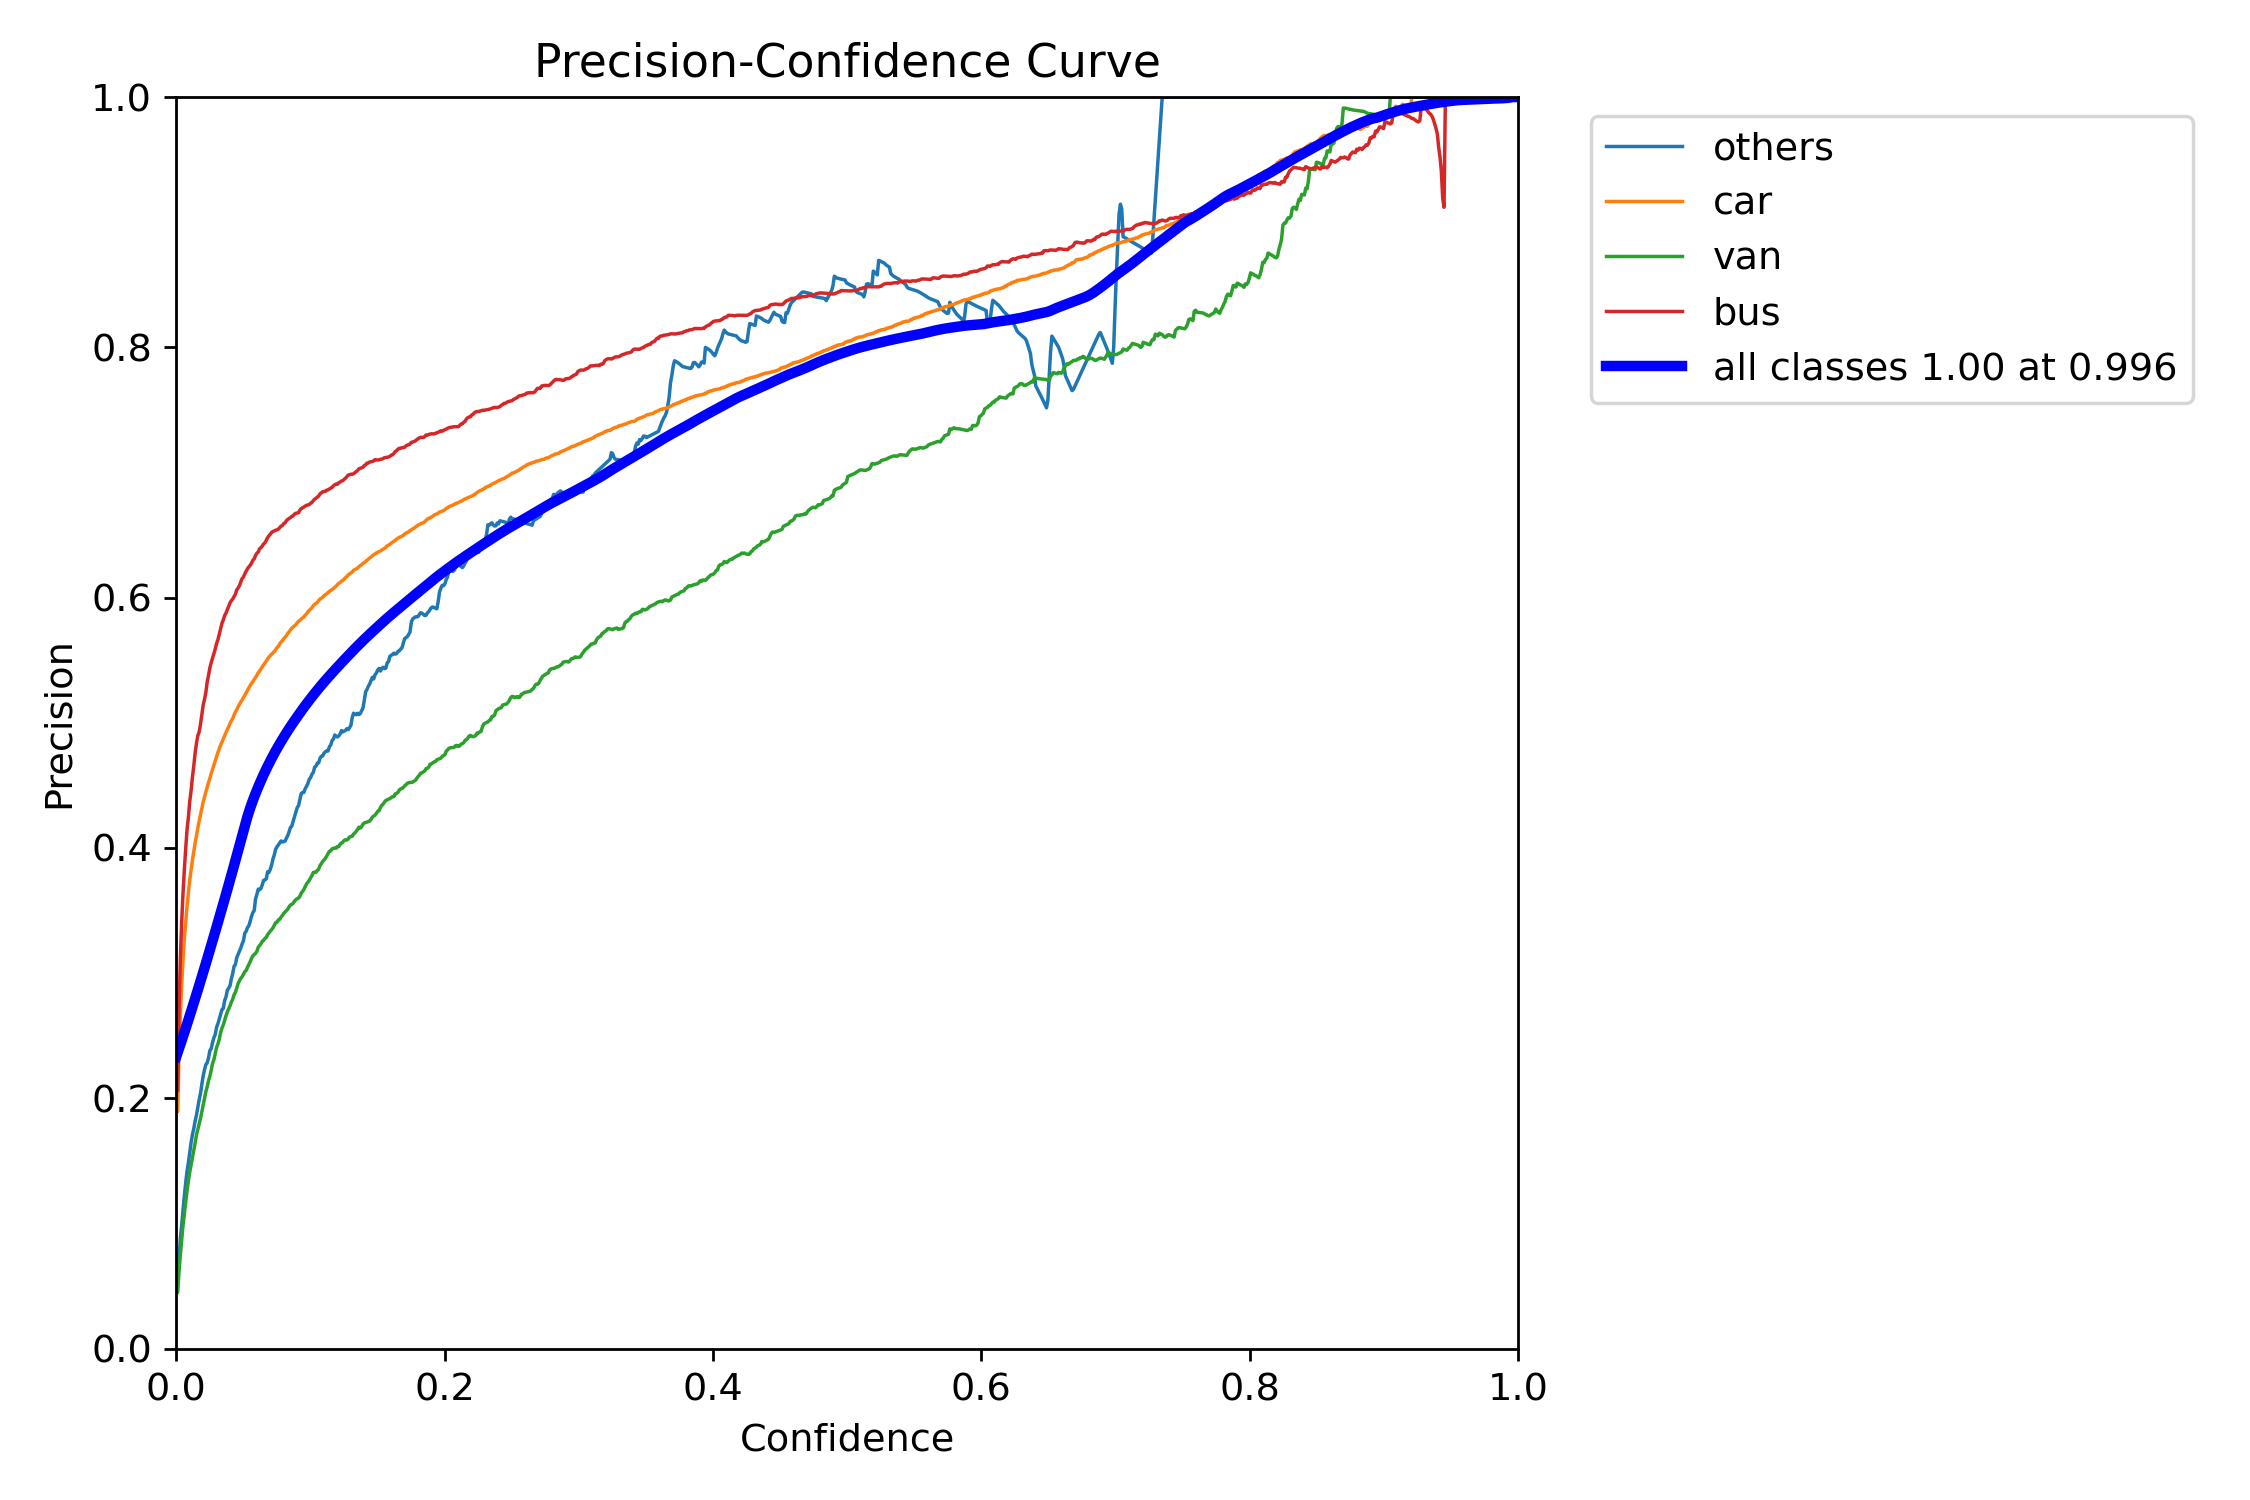 Precision-Confidence Curve
1.0
0.8
0.6
0.4
0.2
0.0
Precision
0.0 0.2 0.4 0.6 0.8 1.0
Confidence
others
car
van
bus
all classes 1.00 at 0.996